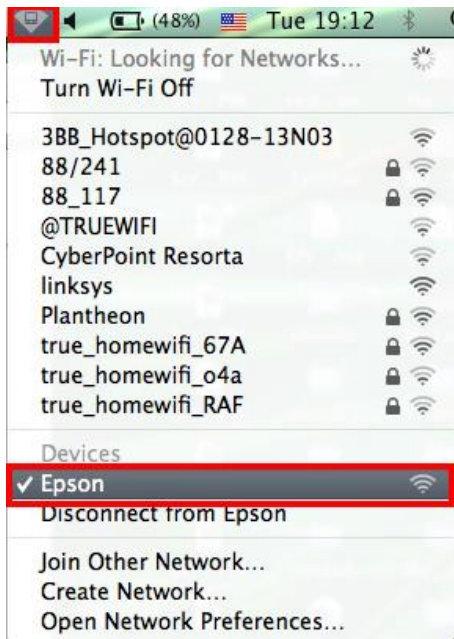 (48%) Tue 19:12
Wi-Fi: Looking for Networks...
Turn Wi-Fi Off
3BB_Hotspot@0128-13N03
88/241
88_117
@TRUEWIFI
CyberPoint Resorta
linksys
Plantheon
true_homewifi_67A
true_homewifi_o4a
true_homewifi_RAF
Devices
✓ Epson
Disconnect from Epson
Join Other Network...
Create Network...
Open Network Preferences...